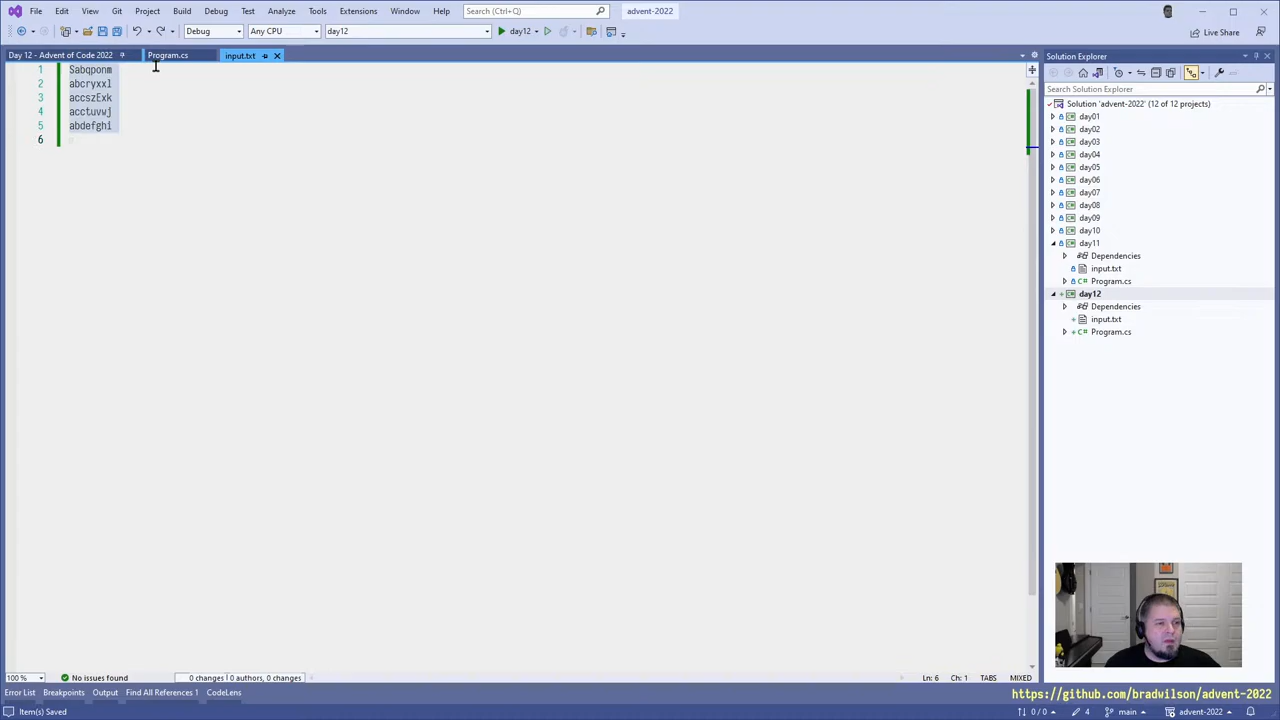 File Edit View Git Project Build Debug Test Analyze Tools Extensions Window Help Search (Ctrl+Q) advent-2022
Debug Any CPU day12 day12 Live Share
Day 12 - Advent of Code 2022 Program.cs input.txt
1 Sabqponm
2 abcryxxl
3 accszExk
4 acctuvwj
5 abdefghi
6
Solution Explorer
Search Solution Explorer
Solution 'advent-2022' (12 of 12 projects)
day01
day02
day03
day04
day05
day06
day07
day08
day09
day10
day11
Dependencies
input.txt
Program.cs
day12
Dependencies
input.txt
Program.cs
100 % No issues found 0 changes | 0 authors, 0 changes Ln: 6 Ch: 1 TABS MIXED
Error List Breakpoints Output Find All References 1 CodeLens
https://github.com/bradwilson/advent-2022
Item(s) Saved 0 / 0 4 main advent-2022